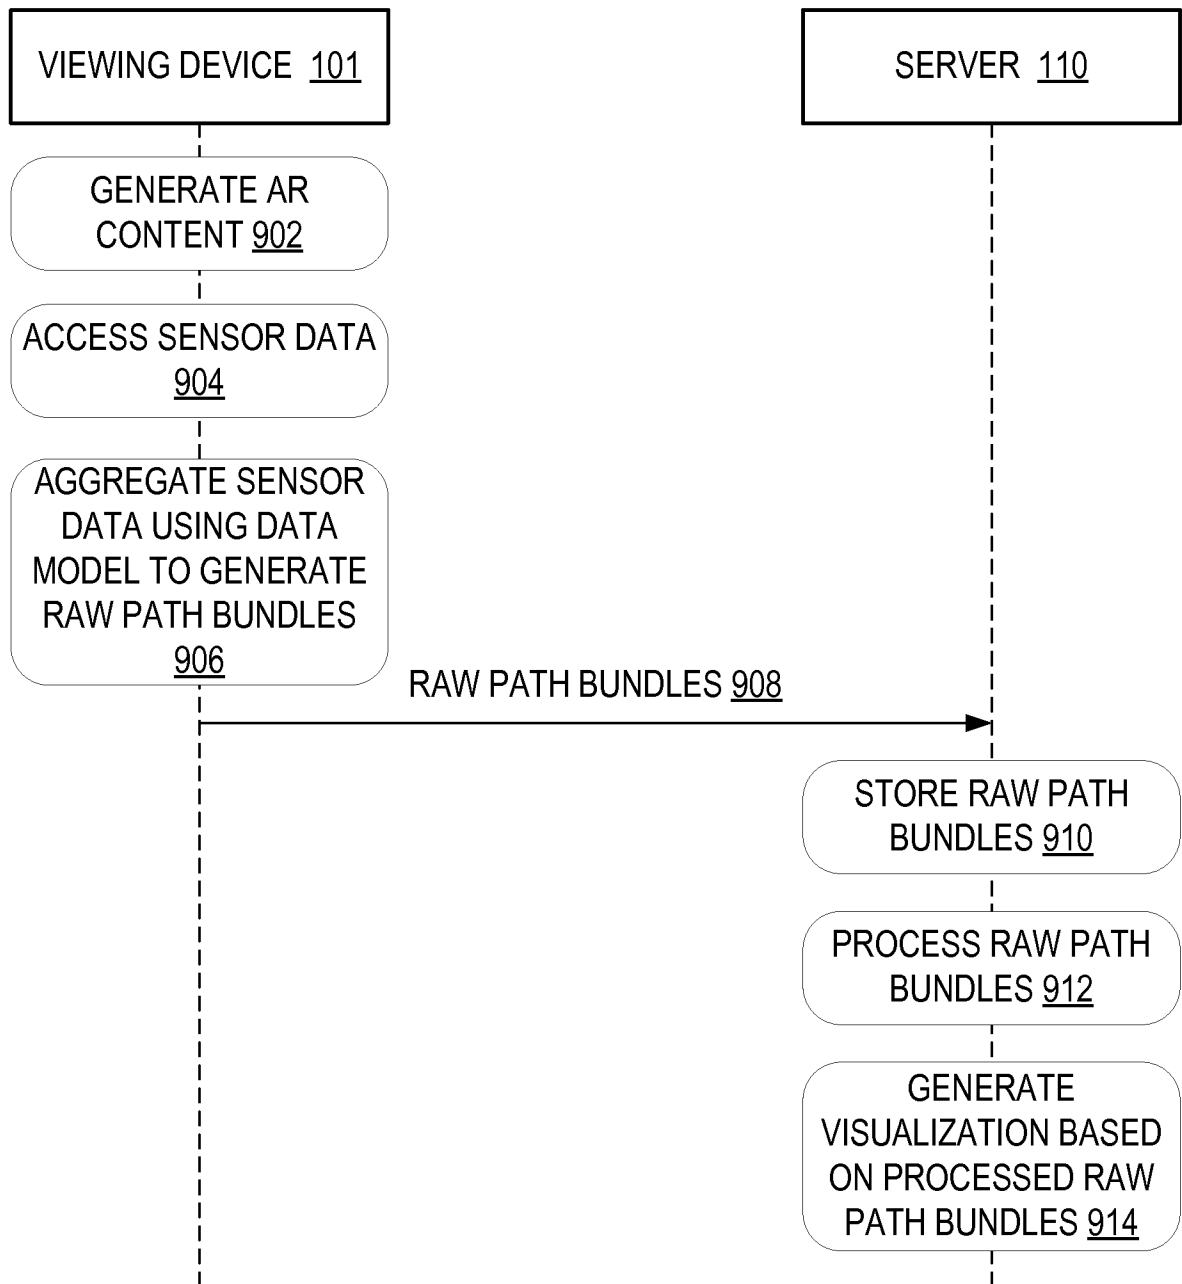 VIEWING DEVICE 101
SERVER 110
GENERATE AR
CONTENT 902
ACCESS SENSOR DATA
904
AGGREGATE SENSOR
DATA USING DATA
MODEL TO GENERATE
RAW PATH BUNDLES
906
RAW PATH BUNDLES 908
STORE RAW PATH
BUNDLES 910
PROCESS RAW PATH
BUNDLES 912
GENERATE
VISUALIZATION BASED
ON PROCESSED RAW
PATH BUNDLES 914